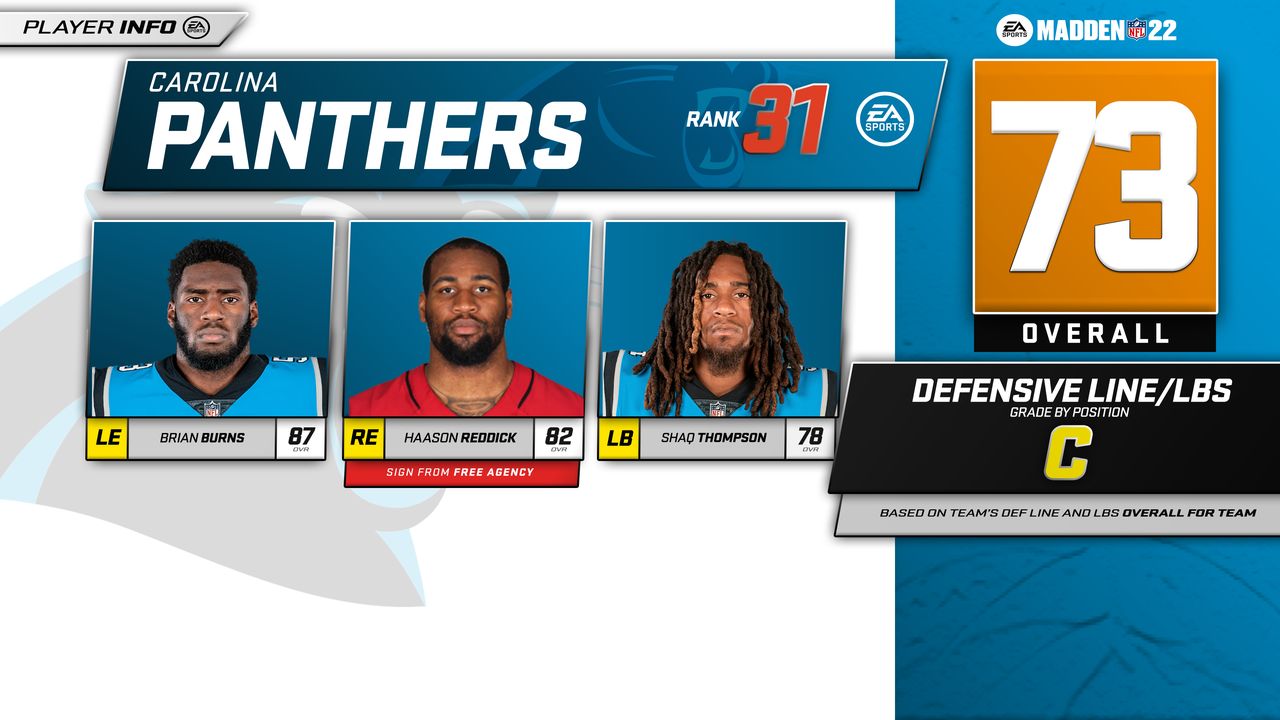 PLAYER INFO EA SPORTS
EA SPORTS MADDEN NFL 22
CAROLINA
PANTHERS
RANK 31
EA SPORTS
73
OVERALL
LE BRIAN BURNS 87 OVR
RE HAASON REDDICK 82 OVR
SIGN FROM FREE AGENCY
LB SHAQ THOMPSON 78 OVR
DEFENSIVE LINE/LBS
GRADE BY POSITION
C
BASED ON TEAM'S DEF LINE AND LBS OVERALL FOR TEAM